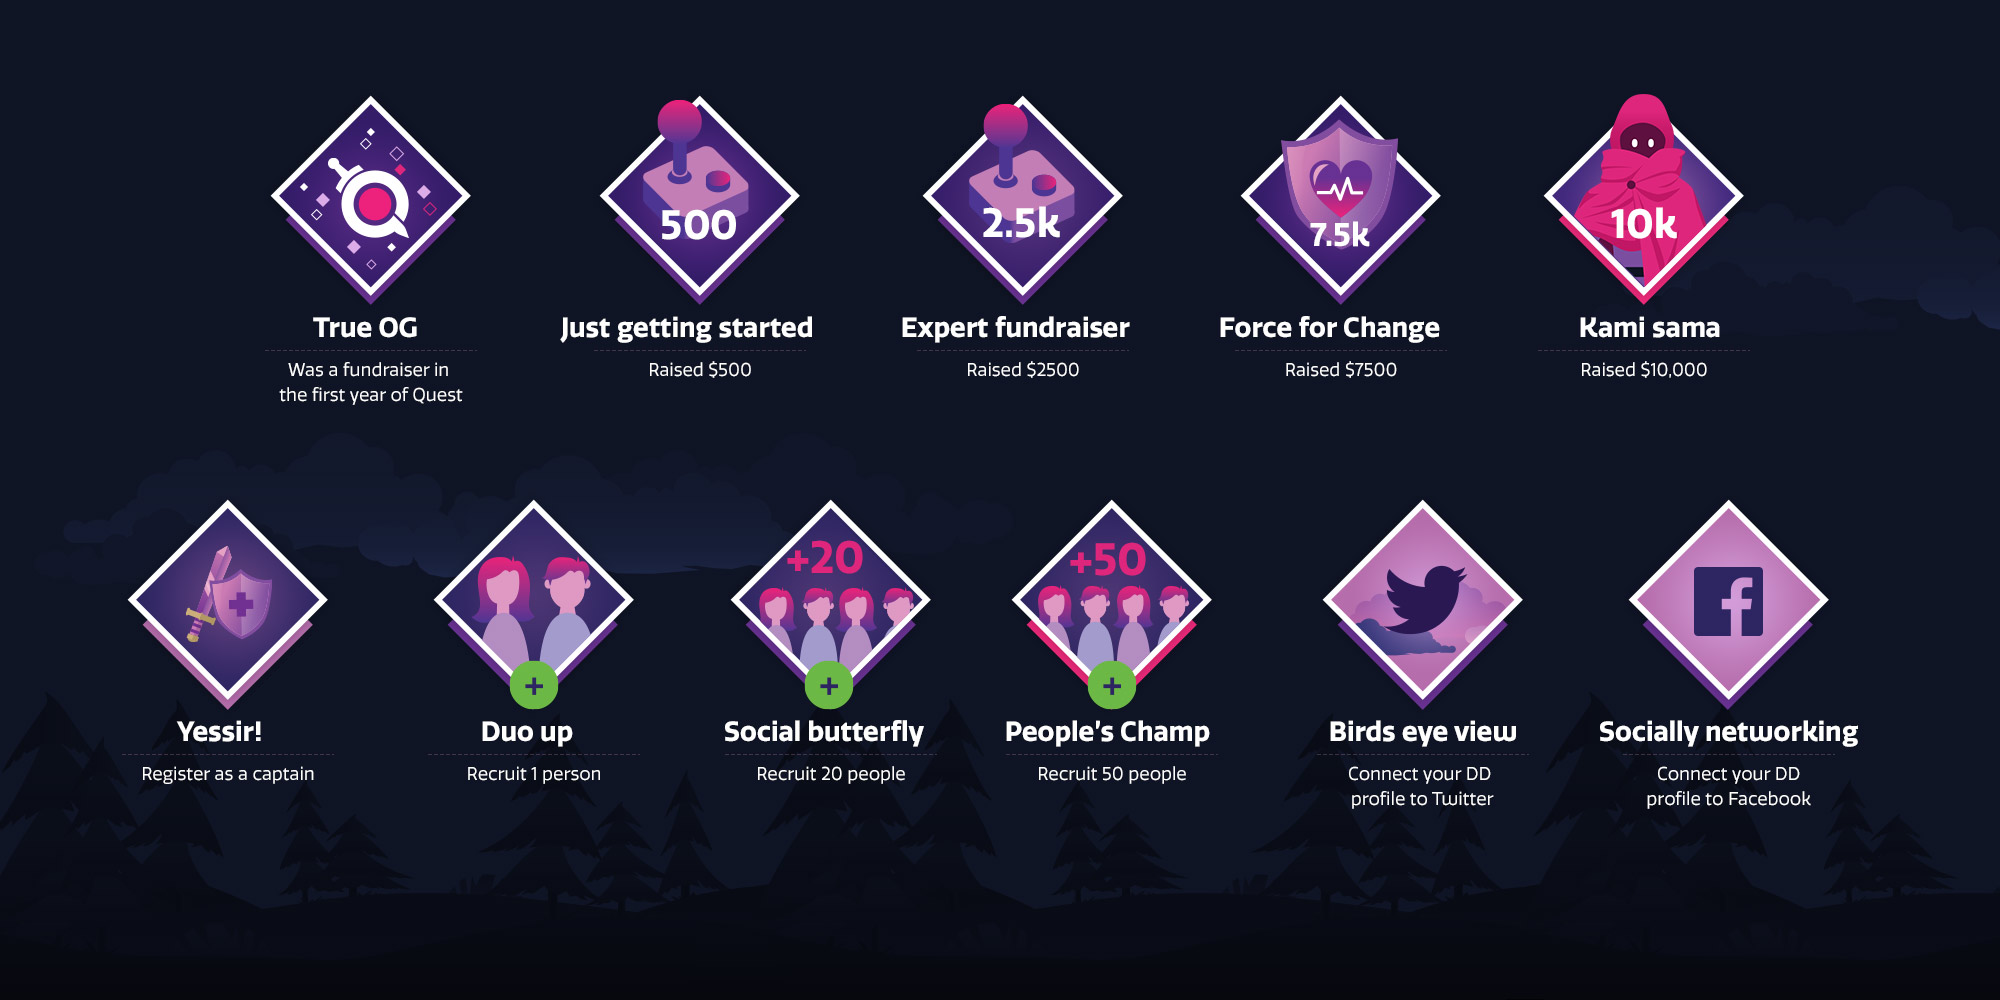 500
2.5k
7.5k
10k
True OG
Just getting started
Expert fundraiser
Force for Change
Kami sama
Was a fundraiser in
the first year of Quest
Raised $500
Raised $2500
Raised $7500
Raised $10,000
+20
+50
+
+
+
Yessir!
Duo up
Social butterfly
People's Champ
Birds eye view
Socially networking
Register as a captain
Recruit 1 person
Recruit 20 people
Recruit 50 people
Connect your DD
profile to Twitter
Connect your DD
profile to Facebook